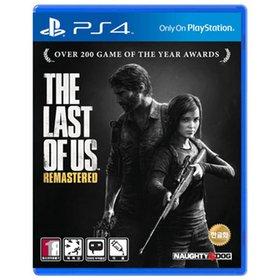 PS4
Only On PlayStation.
OVER 200 GAME OF THE YEAR AWARDS
THE
LAST
OF US
REMASTERED
한글화
NAUGHTY DOG